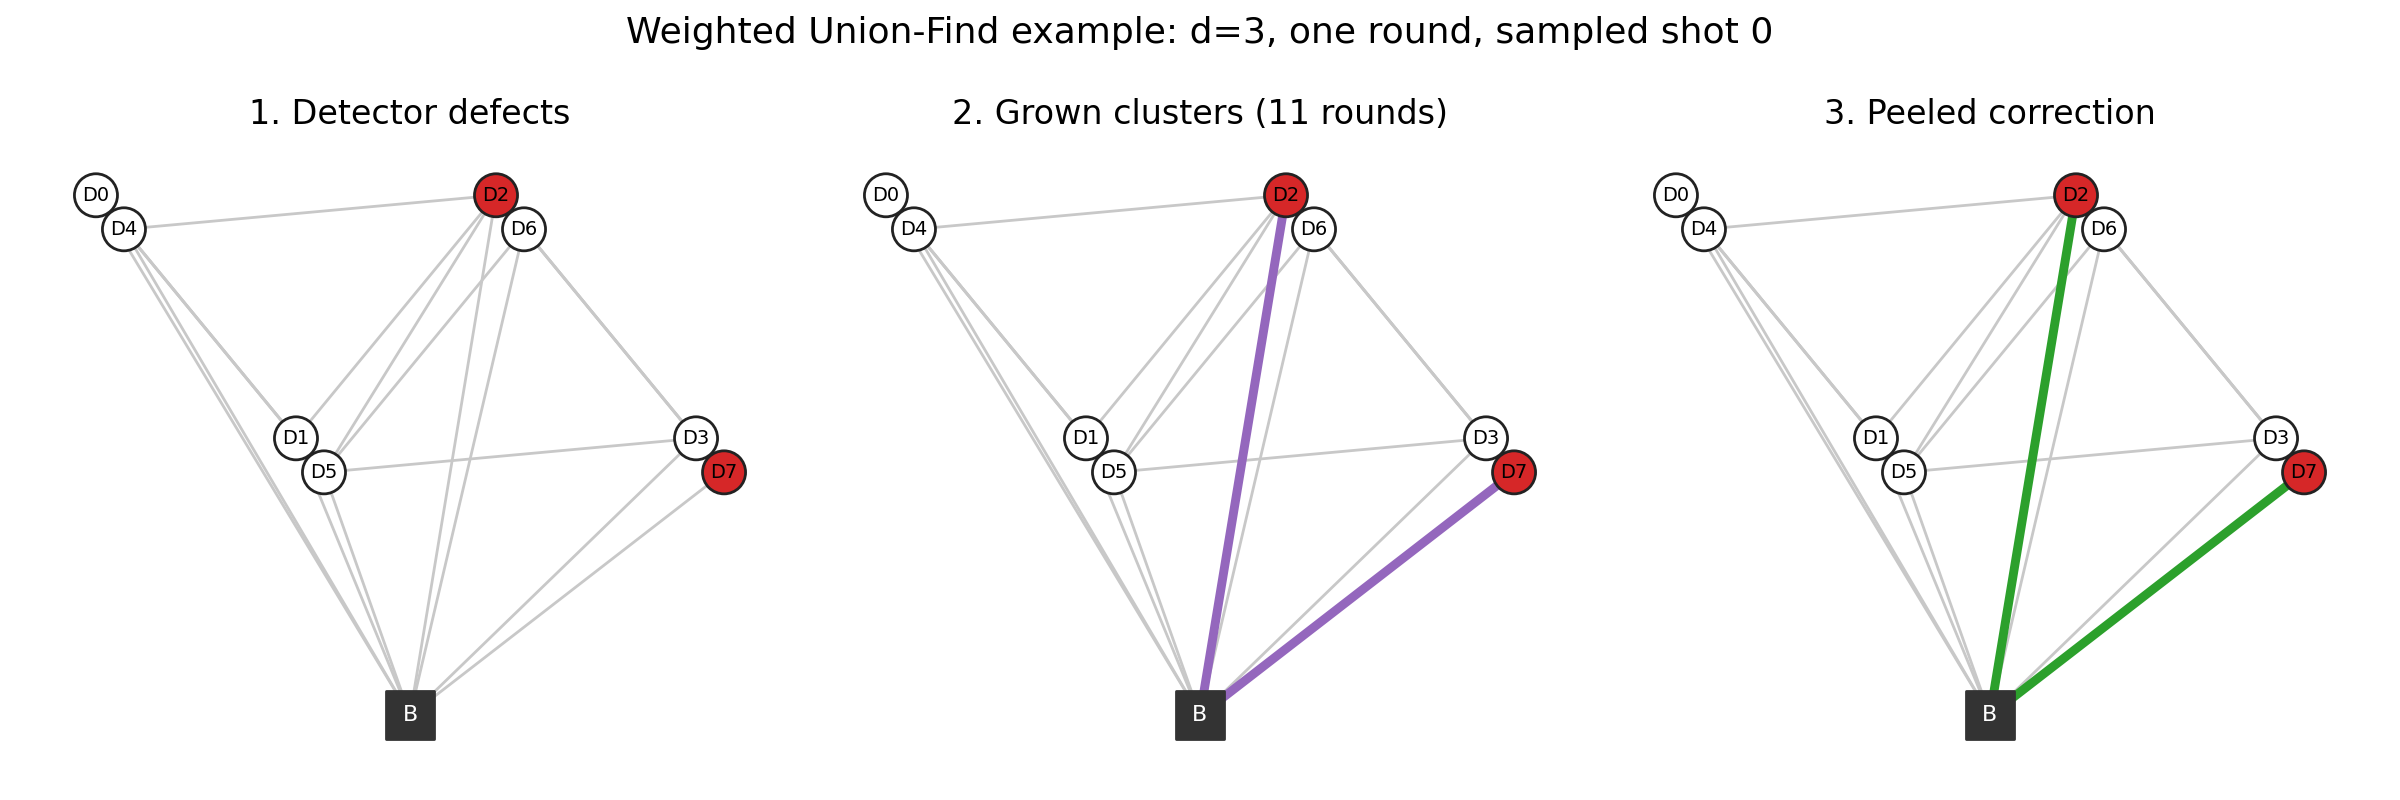 Weighted Union-Find example: d=3, one round, sampled shot 0
1. Detector defects
2. Grown clusters (11 rounds)
3. Peeled correction
D0
D2
D4
D6
D1
D3
D5
D7
B
D0
D2
D4
D6
D1
D3
D5
D7
B
D0
D2
D4
D6
D1
D3
D5
D7
B